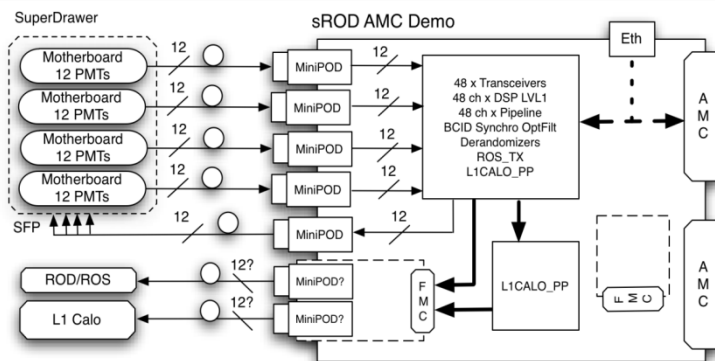 SuperDrawer
sROD AMC Demo
Eth
Motherboard
12 PMTs
12
MiniPOD
12
Motherboard
12 PMTs
12
MiniPOD
12
Motherboard
12 PMTs
12
MiniPOD
12
Motherboard
12 PMTs
12
MiniPOD
12
48 x Transceivers
48 ch x DSP LVL1
48 ch x Pipeline
BCID Synchro OptFilt
Derandomizers
ROS_TX
L1CALO_PP
AMC
SFP
12
MiniPOD
12
ROD/ROS
12?
MiniPOD?
L1 Calo
12?
MiniPOD?
FMC
L1CALO_PP
FMC
AMC